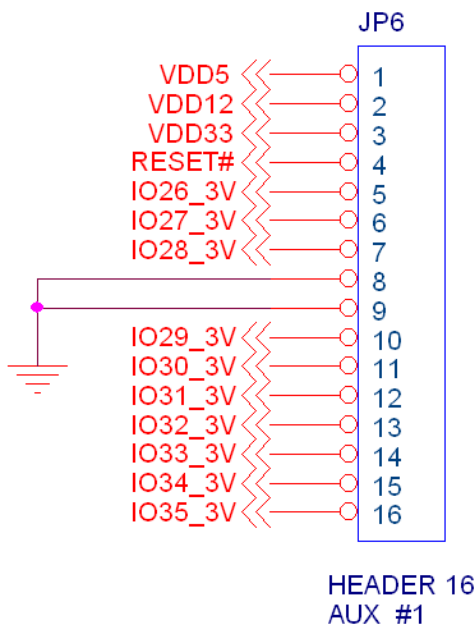 JP6
VDD5 1
VDD12 2
VDD33 3
RESET# 4
IO26_3V 5
IO27_3V 6
IO28_3V 7
8
9
IO29_3V 10
IO30_3V 11
IO31_3V 12
IO32_3V 13
IO33_3V 14
IO34_3V 15
IO35_3V 16
HEADER 16
AUX #1